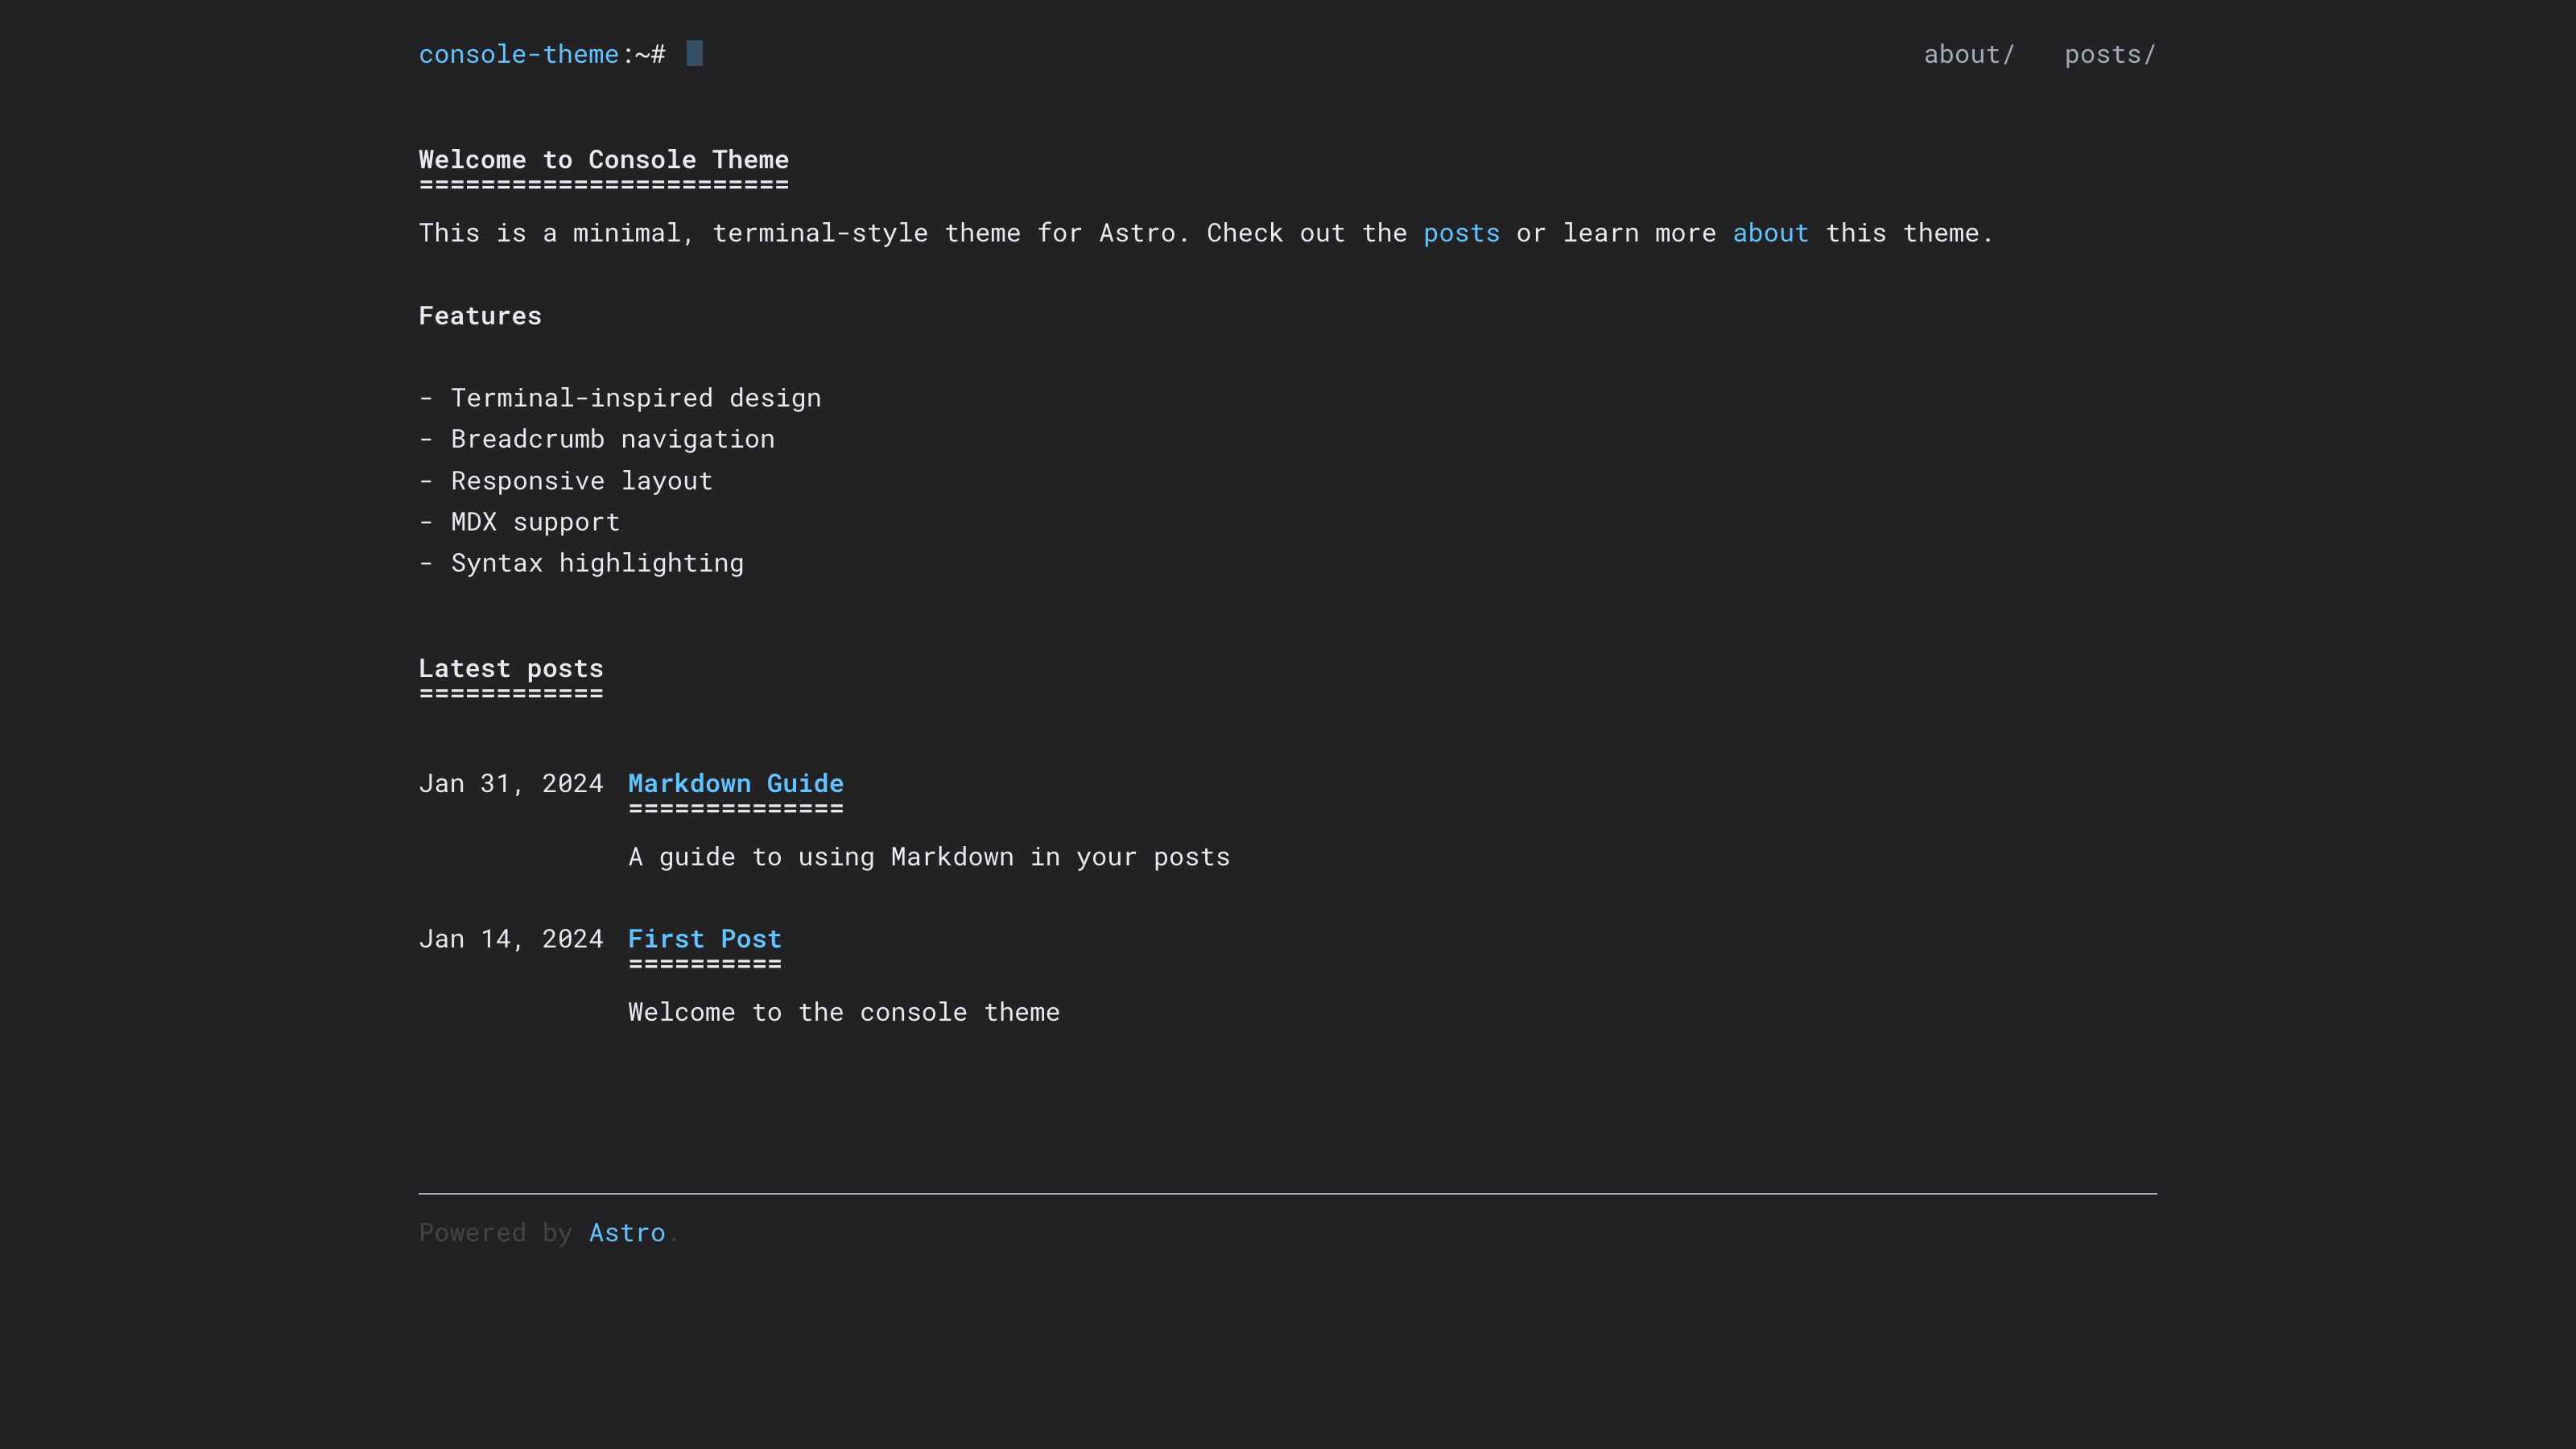 console-theme:~#
about/ posts/
Welcome to Console Theme
========================
This is a minimal, terminal-style theme for Astro. Check out the posts or learn more about this theme.
Features
- Terminal-inspired design
- Breadcrumb navigation
- Responsive layout
- MDX support
- Syntax highlighting
Latest posts
============
Jan 31, 2024 Markdown Guide
==============
A guide to using Markdown in your posts
Jan 14, 2024 First Post
==========
Welcome to the console theme
Powered by Astro.